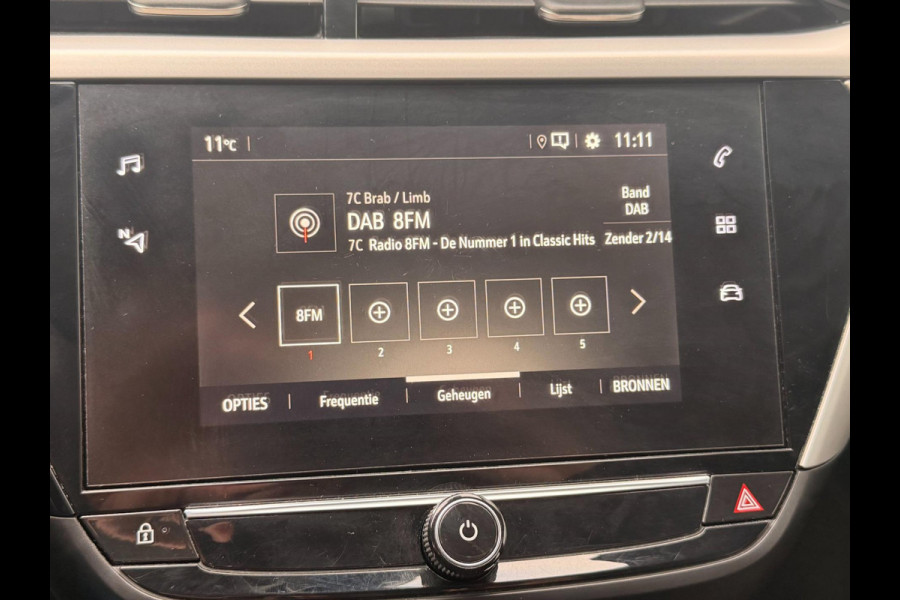 11°C
11:11
N
7C Brab / Limb
DAB 8FM
7C Radio 8FM - De Nummer 1 in Classic Hits
Band
DAB
Zender 2/14
8FM
1 2 3 4 5
OPTIES Frequentie Geheugen Lijst BRONNEN